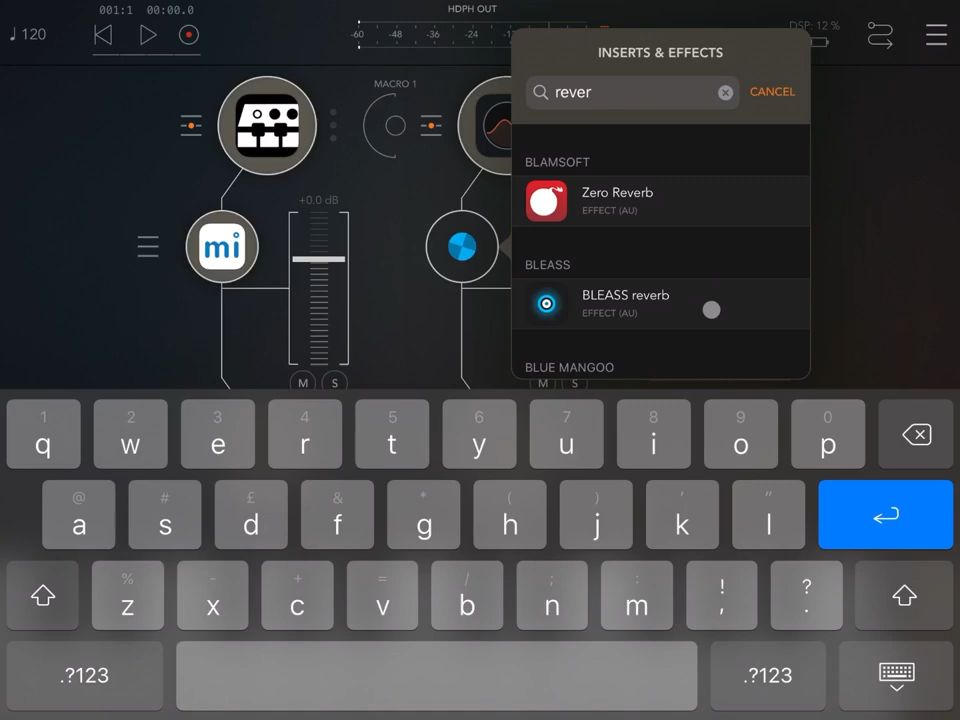 001:1 00:00.0
HDPH OUT
♩120
-60 -48 -36 -24 -12
DSP: 12 %
INSERTS & EFFECTS
rever
CANCEL
MACRO 1
BLAMSOFT
Zero Reverb
EFFECT (AU)
+0.0 dB
mi
BLEASS
BLEASS reverb
EFFECT (AU)
BLUE MANGOO
M S M S
1 2 3 4 5 6 7 8 9 0
q w e r t y u i o p
@ # £ & * ( ) ' "
a s d f g h j k l
% - + = / ; : ! ?
z x c v b n m , .
.?123 .?123